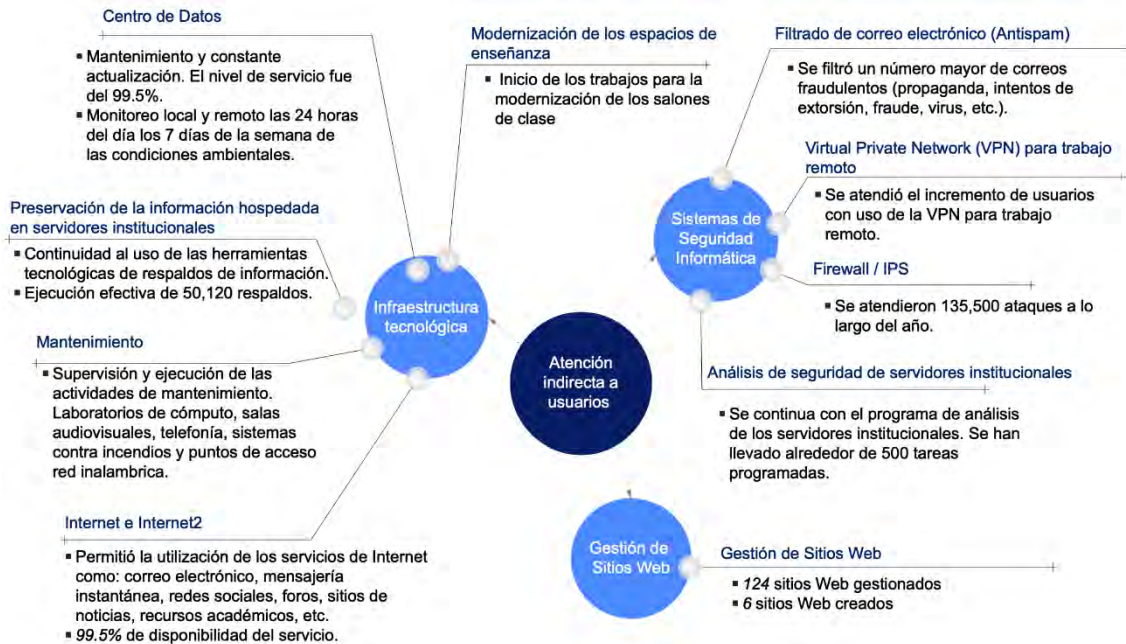 Centro de Datos
▪ Mantenimiento y constante
actualización. El nivel de servicio fue
del 99.5%.
▪ Monitoreo local y remoto las 24 horas
del día los 7 días de la semana de
las condiciones ambientales.
Modernización de los espacios de
enseñanza
▪ Inicio de los trabajos para la
modernización de los salones
de clase
Preservación de la información hospedada
en servidores institucionales
▪ Continuidad al uso de las herramientas
tecnológicas de respaldos de información.
▪ Ejecución efectiva de 50,120 respaldos.
Infraestructura
tecnológica
Mantenimiento
▪ Supervisión y ejecución de las
actividades de mantenimiento.
Laboratorios de cómputo, salas
audiovisuales, telefonía, sistemas
contra incendios y puntos de acceso
red inalambrica.
Internet e Internet2
▪ Permitió la utilización de los servicios de Internet
como: correo electrónico, mensajería
instantánea, redes sociales, foros, sitios de
noticias, recursos académicos, etc.
▪ 99.5% de disponibilidad del servicio.
Atención
indirecta a
usuarios
Filtrado de correo electrónico (Antispam)
▪ Se filtró un número mayor de correos
fraudulentos (propaganda, intentos de
extorsión, fraude, virus, etc.).
Virtual Private Network (VPN) para trabajo
remoto
▪ Se atendió el incremento de usuarios
con uso de la VPN para trabajo
remoto.
Sistemas de
Seguridad
Informática
Firewall / IPS
▪ Se atendieron 135,500 ataques a lo
largo del año.
Análisis de seguridad de servidores institucionales
▪ Se continua con el programa de análisis
de los servidores institucionales. Se han
llevado alrededor de 500 tareas
programadas.
Gestión de
Sitios Web
Gestión de Sitios Web
▪ 124 sitios Web gestionados
▪ 6 sitios Web creados